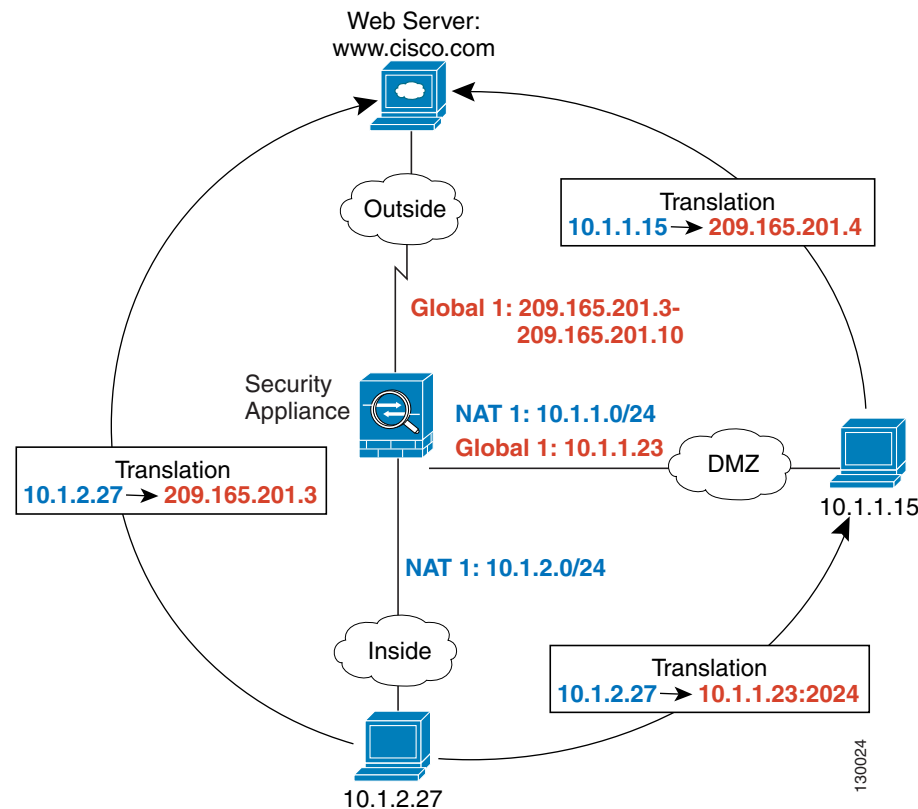 Web Server:
www.cisco.com
Outside
Translation
10.1.1.15 → 209.165.201.4
Global 1: 209.165.201.3-
209.165.201.10
Security
Appliance
NAT 1: 10.1.1.0/24
Global 1: 10.1.1.23
DMZ
10.1.1.15
Translation
10.1.2.27 → 209.165.201.3
NAT 1: 10.1.2.0/24
Inside
Translation
10.1.2.27 → 10.1.1.23:2024
10.1.2.27
130024